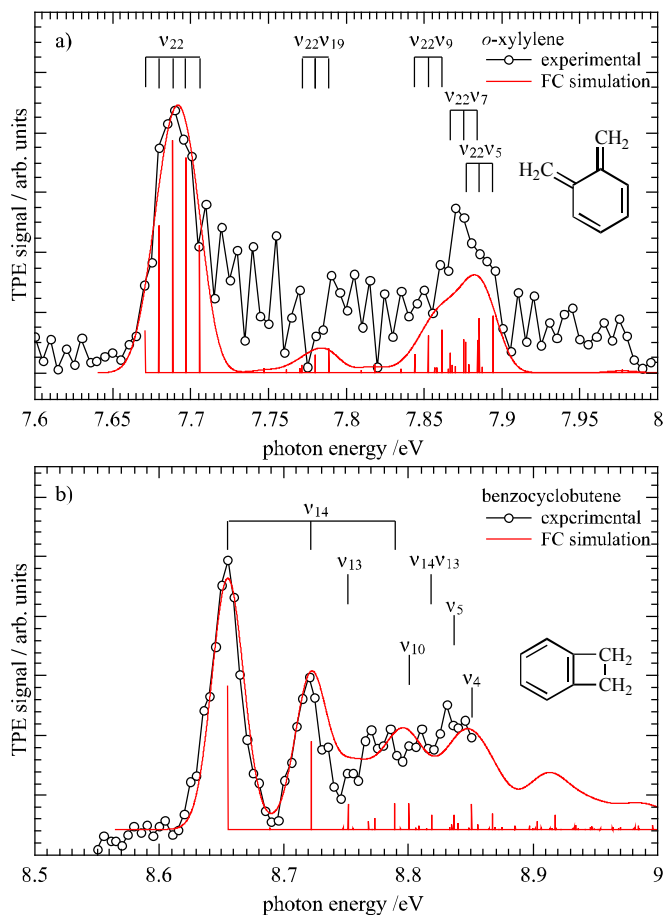 a)
ν22
ν22ν19
ν22ν9
ν22ν7
ν22ν5
o-xylylene
experimental
FC simulation
CH2
H2C
TPE signal / arb. units
7.6 7.65 7.7 7.75 7.8 7.85 7.9 7.95 8
photon energy /eV
b)
ν14
ν13
ν14ν13
ν5
ν10
ν4
benzocyclobutene
experimental
FC simulation
CH2
CH2
TPE signal / arb. units
8.5 8.6 8.7 8.8 8.9 9
photon energy /eV